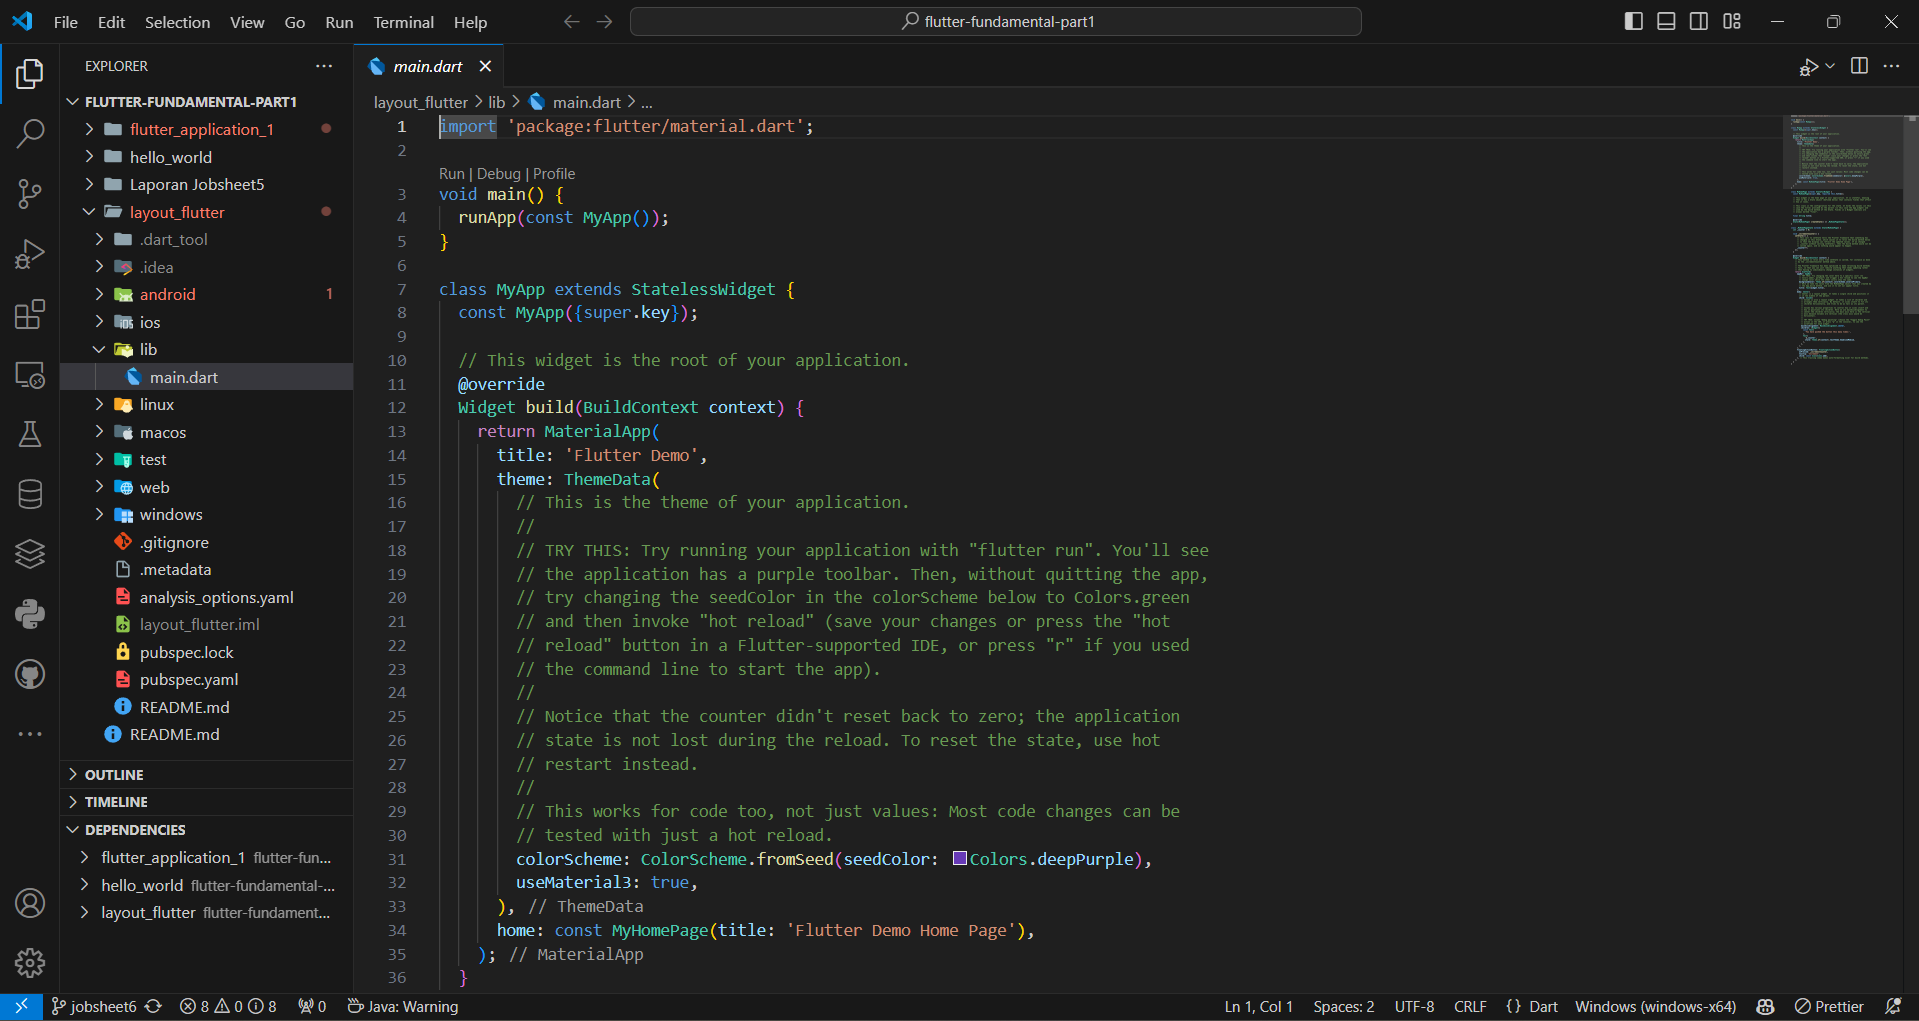 File Edit Selection View Go Run Terminal Help
flutter-fundamental-part1
EXPLORER
FLUTTER-FUNDAMENTAL-PART1
flutter_application_1
hello_world
Laporan Jobsheet5
layout_flutter
.dart_tool
.idea
android 1
ios
lib
main.dart
linux
macos
test
web
windows
.gitignore
.metadata
analysis_options.yaml
layout_flutter.iml
pubspec.lock
pubspec.yaml
README.md
README.md
OUTLINE
TIMELINE
DEPENDENCIES
flutter_application_1 flutter-fun...
hello_world flutter-fundamental-...
layout_flutter flutter-fundament...
main.dart
layout_flutter > lib > main.dart > ...
1 import 'package:flutter/material.dart';
2
Run | Debug | Profile
3 void main() {
4 runApp(const MyApp());
5 }
6
7 class MyApp extends StatelessWidget {
8 const MyApp({super.key});
9
10 // This widget is the root of your application.
11 @override
12 Widget build(BuildContext context) {
13 return MaterialApp(
14 title: 'Flutter Demo',
15 theme: ThemeData(
16 // This is the theme of your application.
17 //
18 // TRY THIS: Try running your application with "flutter run". You'll see
19 // the application has a purple toolbar. Then, without quitting the app,
20 // try changing the seedColor in the colorScheme below to Colors.green
21 // and then invoke "hot reload" (save your changes or press the "hot
22 // reload" button in a Flutter-supported IDE, or press "r" if you used
23 // the command line to start the app).
24 //
25 // Notice that the counter didn't reset back to zero; the application
26 // state is not lost during the reload. To reset the state, use hot
27 // restart instead.
28 //
29 // This works for code too, not just values: Most code changes can be
30 // tested with just a hot reload.
31 colorScheme: ColorScheme.fromSeed(seedColor: Colors.deepPurple),
32 useMaterial3: true,
33 ), // ThemeData
34 home: const MyHomePage(title: 'Flutter Demo Home Page'),
35 ); // MaterialApp
36 }
jobsheet6 8 0 8 0 Java: Warning Ln 1, Col 1 Spaces: 2 UTF-8 CRLF {} Dart Windows (windows-x64) Prettier